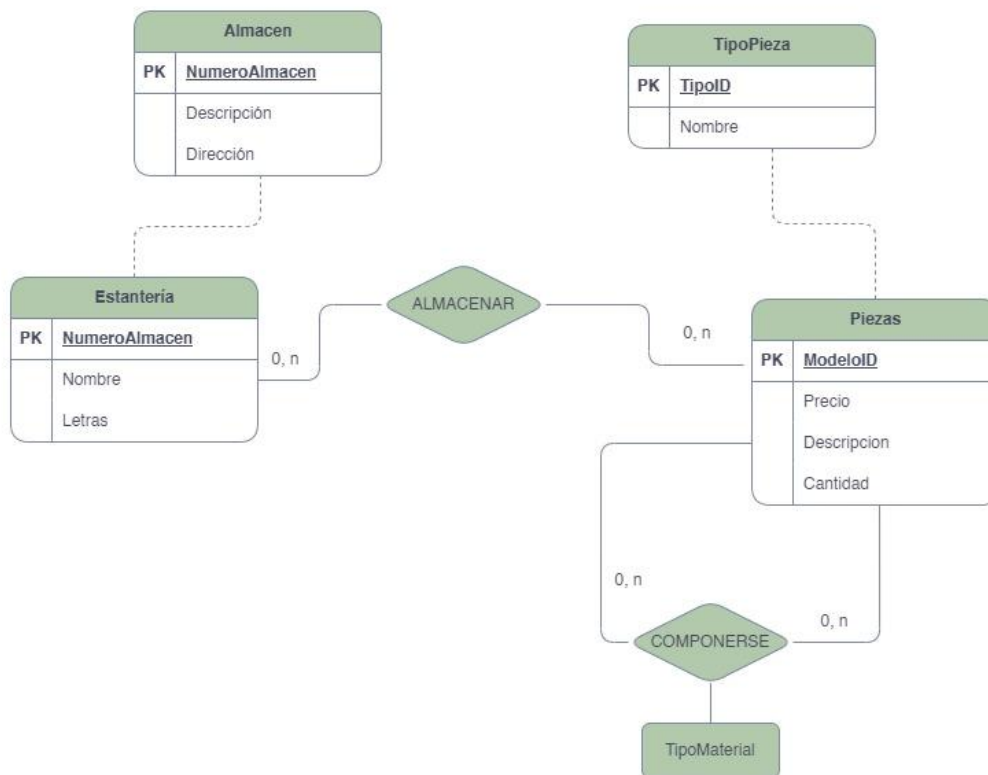 Almacen
PK NumeroAlmacen
Descripción
Dirección
TipoPieza
PK TipoID
Nombre
Estantería
PK NumeroAlmacen
Nombre
Letras
0, n
ALMACENAR
0, n
Piezas
PK ModeloID
Precio
Descripcion
Cantidad
0, n
0, n
COMPONERSE
TipoMaterial